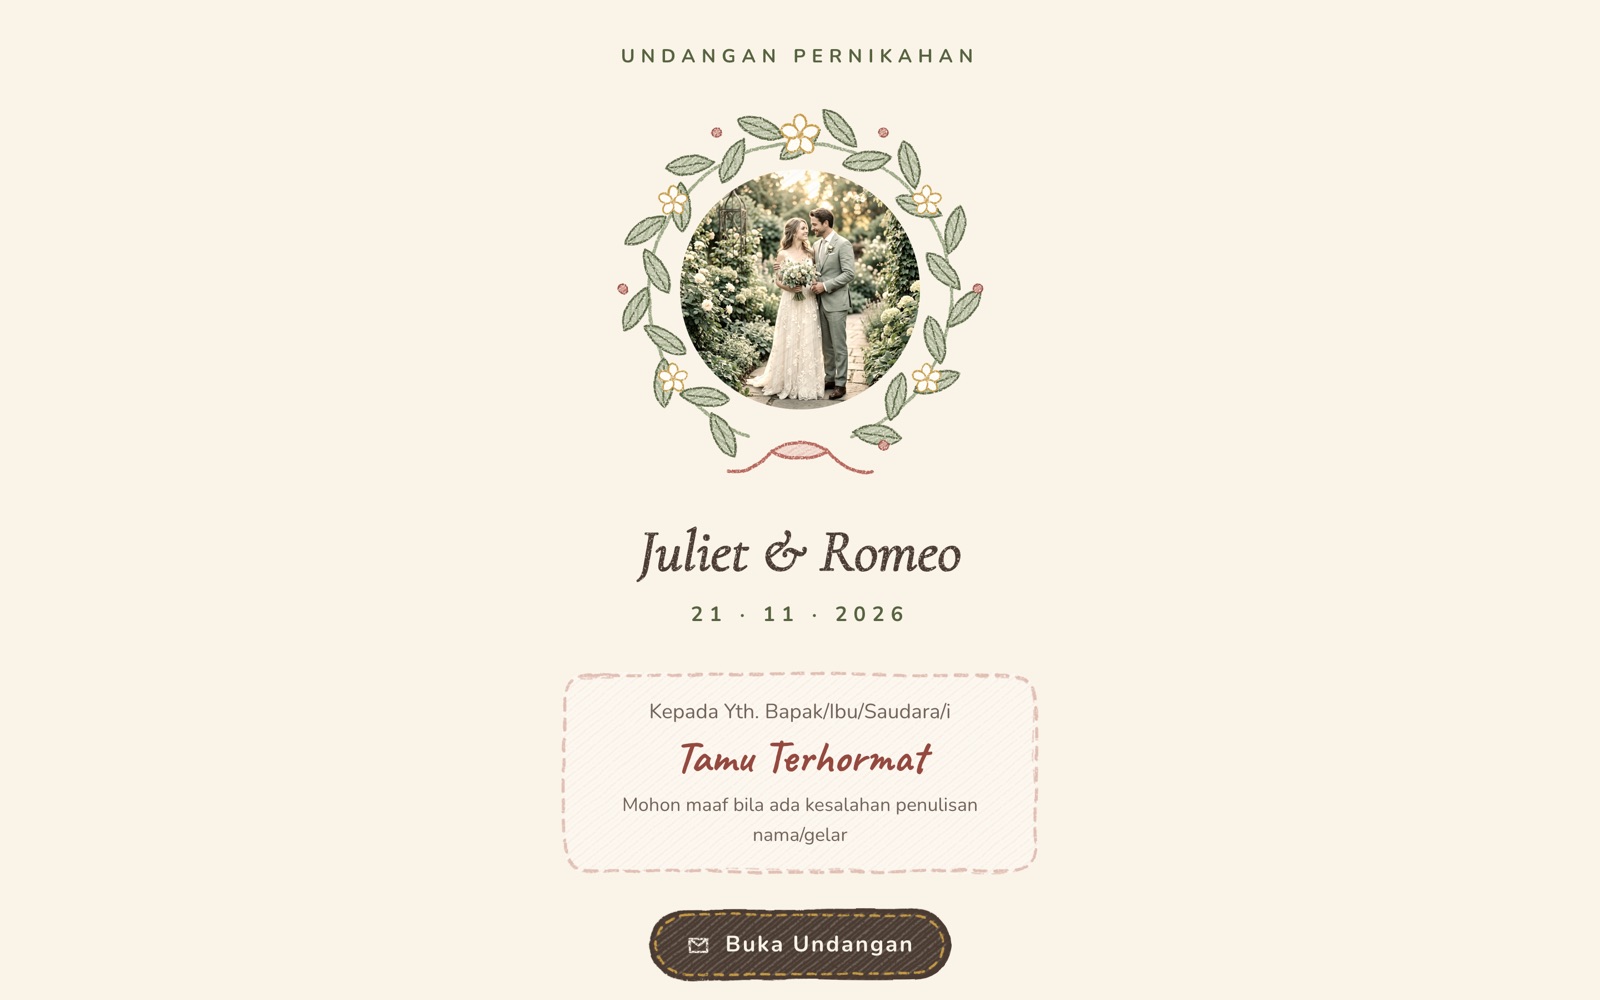 UNDANGAN PERNIKAHAN
Juliet & Romeo
21 · 11 · 2026
Kepada Yth. Bapak/Ibu/Saudara/i
Tamu Terhormat
Mohon maaf bila ada kesalahan penulisan
nama/gelar
Buka Undangan